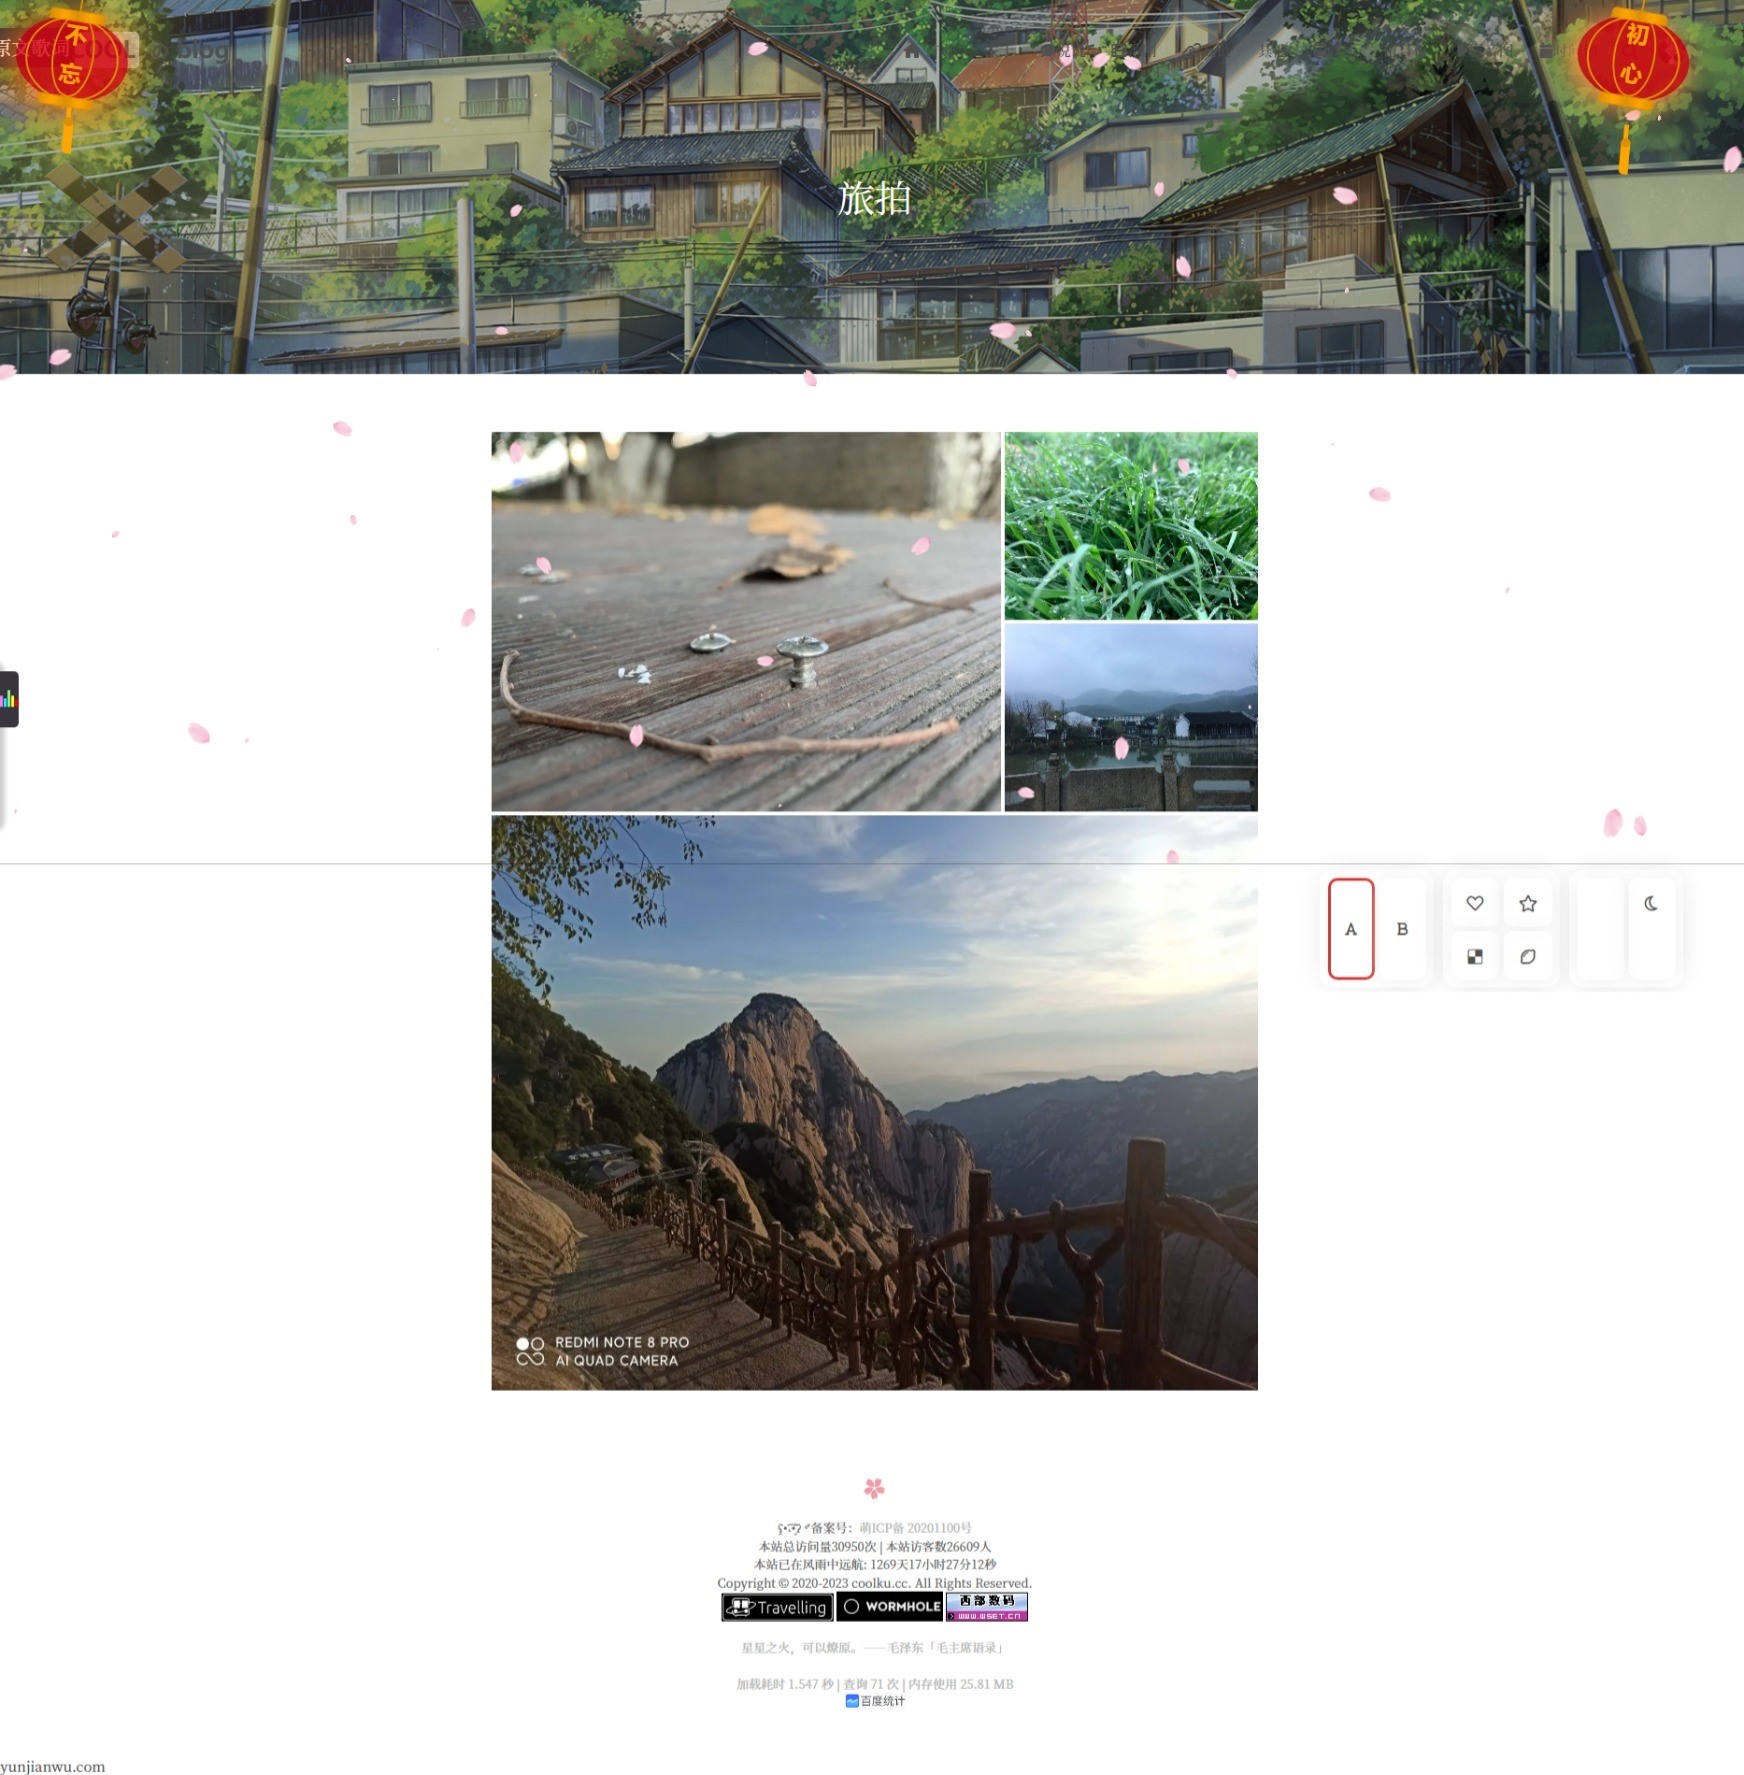 不忘
初心
原文歌词
COOL
blog
旅拍
A
B
REDMI NOTE 8 PRO
AI QUAD CAMERA
备案号：萌ICP备 20201100号
本站总访问量30950次 | 本站访客数26609人
本站已在风雨中远航: 1269天17小时27分12秒
Copyright © 2020-2023 coolku.cc. All Rights Reserved.
Travelling
WORMHOLE
西部数码
WWW.WSET.CN
星星之火，可以燎原。——毛泽东「毛主席语录」
加载耗时 1.547 秒 | 查询 71 次 | 内存使用 25.81 MB
百度统计
yunjianwu.com